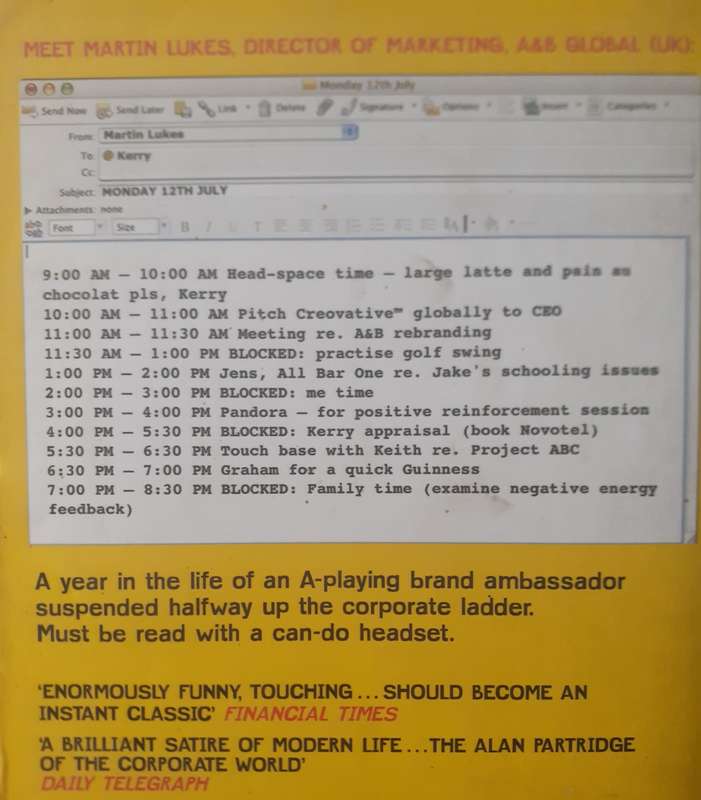 MEET MARTIN LUKES, DIRECTOR OF MARKETING, A&B GLOBAL (UK):
Monday 12th July
Send Now Send Later Link Delete Signature Options Insert Categories
From: Martin Lukes
To: Kerry
Cc:
Subject: MONDAY 12TH JULY
Attachments: none
Font Size B I U T
9:00 AM – 10:00 AM Head-space time – large latte and pain au
chocolat pls, Kerry
10:00 AM – 11:00 AM Pitch Creovative™ globally to CEO
11:00 AM – 11:30 AM Meeting re. A&B rebranding
11:30 AM – 1:00 PM BLOCKED: practise golf swing
1:00 PM – 2:00 PM Jens, All Bar One re. Jake's schooling issues
2:00 PM – 3:00 PM BLOCKED: me time
3:00 PM – 4:00 PM Pandora – for positive reinforcement session
4:00 PM – 5:30 PM BLOCKED: Kerry appraisal (book Novotel)
5:30 PM – 6:30 PM Touch base with Keith re. Project ABC
6:30 PM – 7:00 PM Graham for a quick Guinness
7:00 PM – 8:30 PM BLOCKED: Family time (examine negative energy
feedback)
A year in the life of an A-playing brand ambassador
suspended halfway up the corporate ladder.
Must be read with a can-do headset.
‘ENORMOUSLY FUNNY, TOUCHING...SHOULD BECOME AN
INSTANT CLASSIC’ FINANCIAL TIMES
‘A BRILLIANT SATIRE OF MODERN LIFE...THE ALAN PARTRIDGE
OF THE CORPORATE WORLD’
DAILY TELEGRAPH